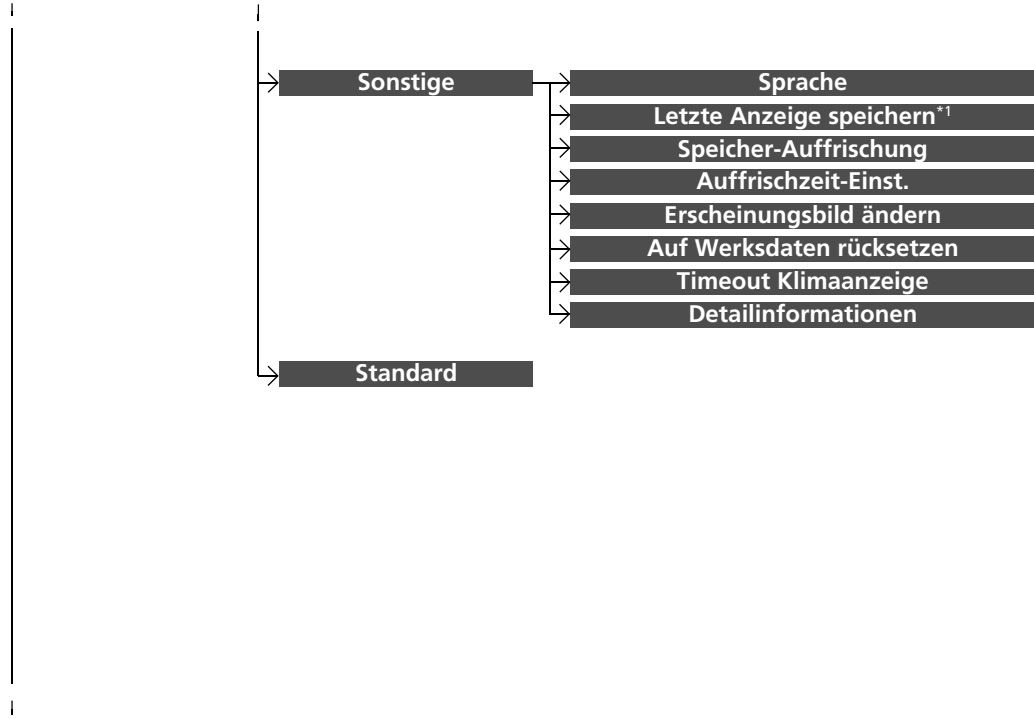 Sonstige
Sprache
Letzte Anzeige speichern*1
Speicher-Auffrischung
Auffrischzeit-Einst.
Erscheinungsbild ändern
Auf Werksdaten rücksetzen
Timeout Klimaanzeige
Detailinformationen
Standard